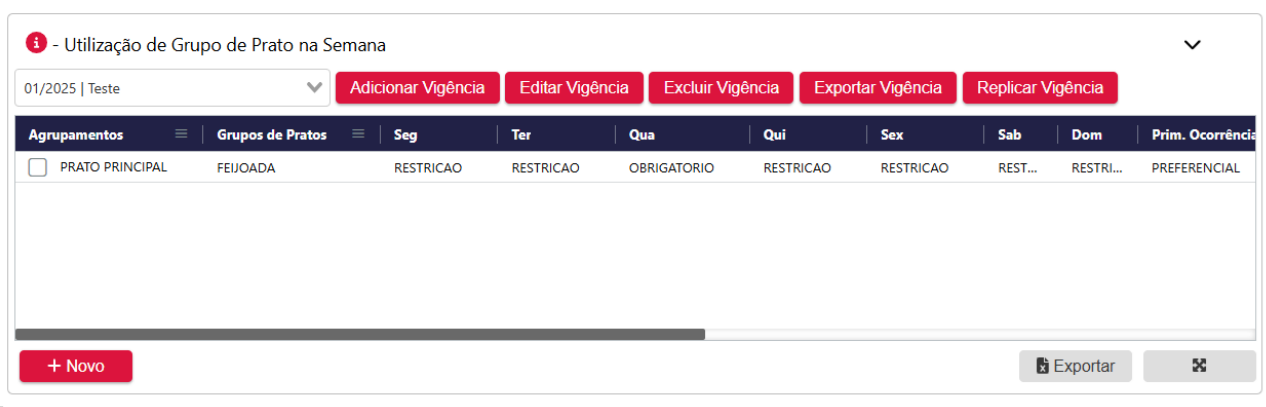 - Utilização de Grupo de Prato na Semana
01/2025 | Teste Adicionar Vigência Editar Vigência Excluir Vigência Exportar Vigência Replicar Vigência
Agrupamentos Grupos de Pratos Seg Ter Qua Qui Sex Sab Dom Prim. Ocorrência
PRATO PRINCIPAL FEIJOADA RESTRICAO RESTRICAO OBRIGATORIO RESTRICAO RESTRICAO REST... RESTRI... PREFERENCIAL
+ Novo Exportar